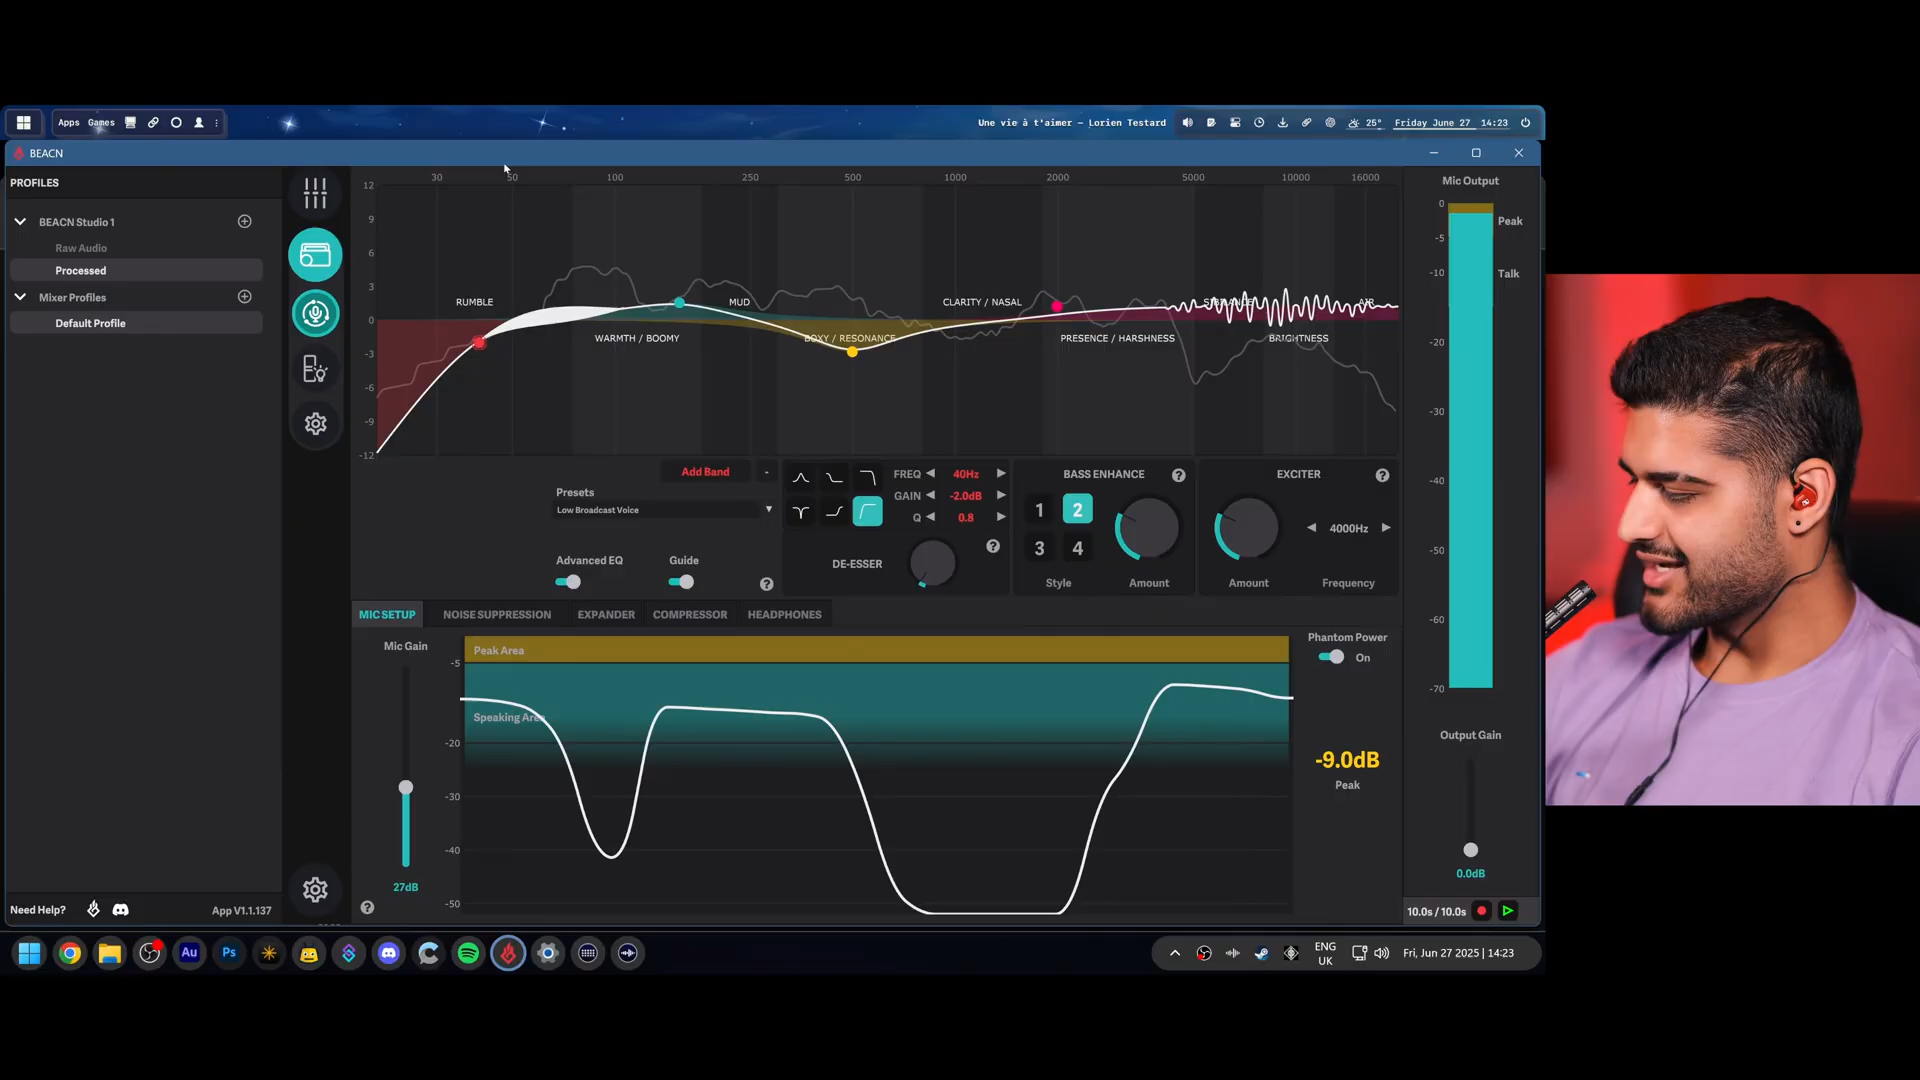 Apps Games
Une vie à t'aimer – Lorien Testard
25° Friday June 27 14:23
BEACN
PROFILES
BEACN Studio 1
Raw Audio
Processed
Mixer Profiles
Default Profile
30 50 100 250 500 1000 2000 5000 10000 16000
12
9
6
3
0
-3
-6
-9
-12
RUMBLE MUD CLARITY / NASAL SIBILANCE AIR
WARMTH / BOOMY BOXY / RESONANCE PRESENCE / HARSHNESS BRIGHTNESS
Add Band -
Presets
Low Broadcast Voice
Advanced EQ Guide
FREQ 40Hz
GAIN -2.0dB
Q 0.8
DE-ESSER
BASS ENHANCE
1 2
3 4
Style Amount
EXCITER
4000Hz
Amount Frequency
MIC SETUP NOISE SUPPRESSION EXPANDER COMPRESSOR HEADPHONES
Mic Gain
27dB
Peak Area
Speaking Area
-5
-20
-30
-40
-50
Phantom Power
On
-9.0dB
Peak
Mic Output
0
-5
-10
-20
-30
-40
-50
-60
-70
Peak
Talk
Output Gain
0.0dB
10.0s / 10.0s
Need Help? App V1.1.137
Au Ps
ENG
UK
Fri, Jun 27 2025 | 14:23